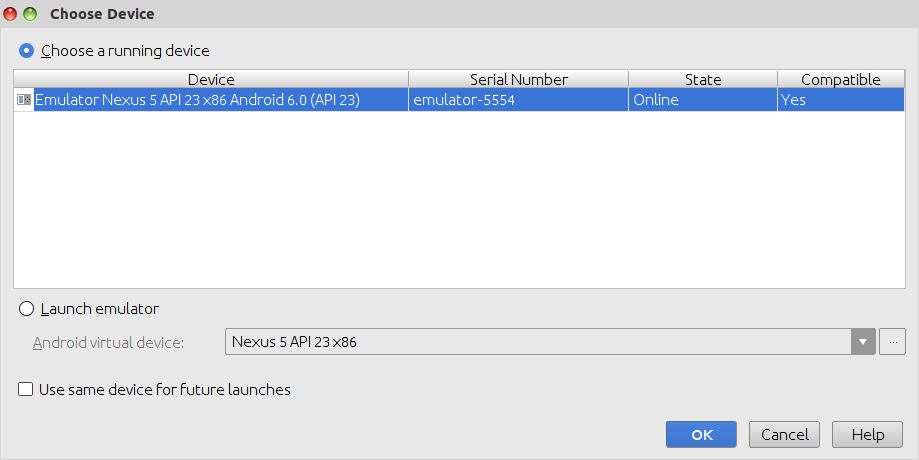 Choose Device
Choose a running device
Device Serial Number State Compatible
Emulator Nexus 5 API 23 x86 Android 6.0 (API 23) emulator-5554 Online Yes
Launch emulator
Android virtual device: Nexus 5 API 23 x86 ...
Use same device for future launches
OK Cancel Help